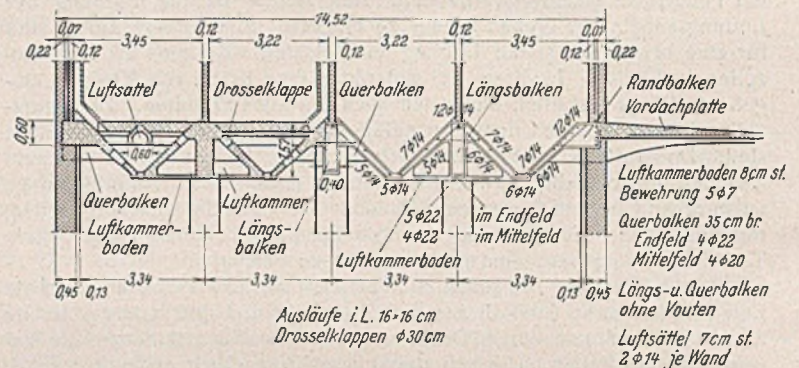 14,52
0,07 0,12 0,12 0,12 0,07
0,22 0,12 3,45 3,22 0,12 3,22 3,45 0,12 0,22
Luftsattel Drosselklappe Querbalken Längsbalken Randbalken
Vordachplatte
12⌀14 12⌀14
0,60 0,60 1,57 7⌀14 7⌀14 7⌀14
5⌀14 5⌀14 6⌀14 6⌀14
0,40 5⌀14 6⌀14
Querbalken
Luftkammer-
boden
Luftkammer
Längs-
balken
5⌀22 im Endfeld
4⌀22 im Mittelfeld
Luftkammerboden
Luftkammerboden 8cm st.
Bewehrung 5⌀7
Querbalken 35cm br.
Endfeld 4⌀22
Mittelfeld 4⌀20
Längs-u. Querbalken
ohne Vouten
Luftsättel 7cm st.
2⌀14 je Wand
3,34 3,34 3,34 3,34
0,45 0,13 0,13 0,45
Ausläufe i.L. 16×16 cm
Drosselklappen ⌀30cm